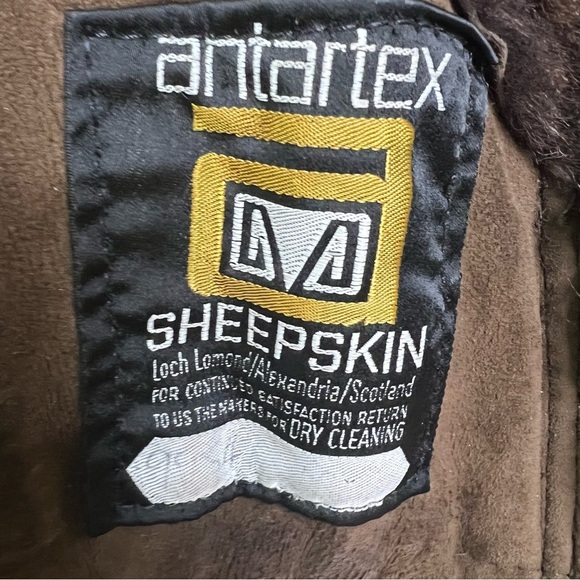 antartex
SHEEPSKIN
Loch Lomond/Alexandria/Scotland
FOR CONTINUED SATISFACTION RETURN
TO US THE MAKERS FOR DRY CLEANING